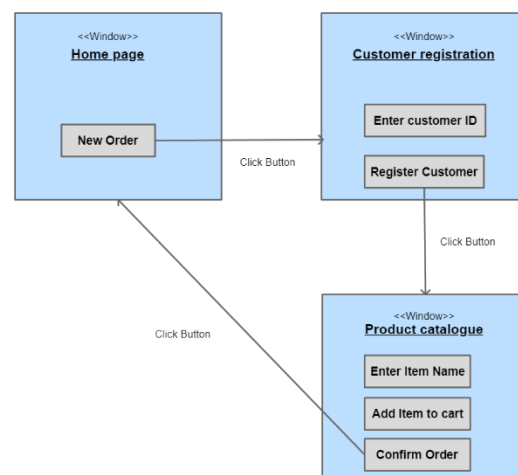 <<Window>>
Home page
New Order
Click Button
<<Window>>
Customer registration
Enter customer ID
Register Customer
Click Button
<<Window>>
Product catalogue
Enter Item Name
Add Item to cart
Confirm Order
Click Button